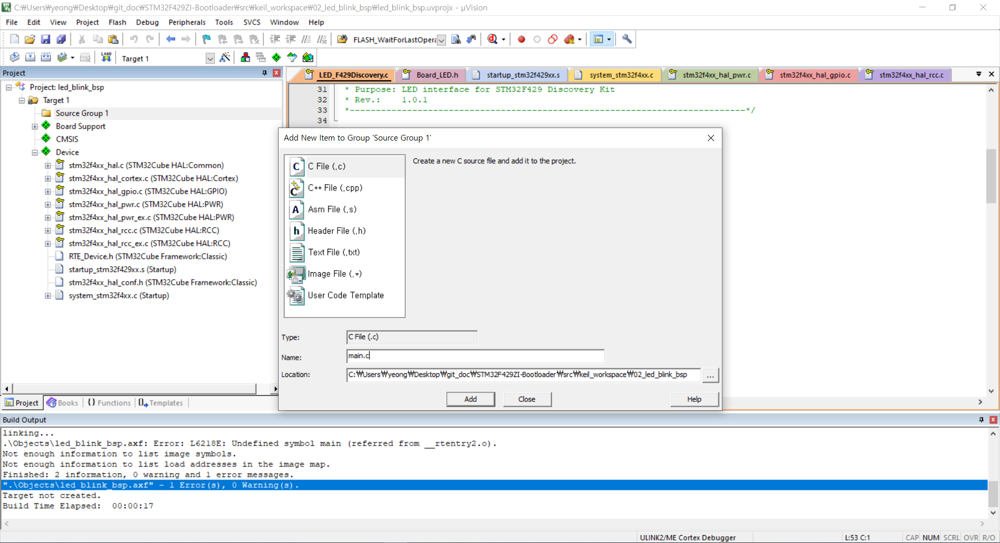 C:₩Users₩yeong₩Desktop₩git_doc₩STM32F429ZI-Bootloader₩src₩keil_workspace₩02_led_blink_bsp₩led_blink_bsp.uvprojx - µVision
File Edit View Project Flash Debug Peripherals Tools SVCS Window Help
FLASH_WaitForLastOpera
LOAD Target 1
Project
LED_F429Discovery.c Board_LED.h startup_stm32f429xx.s system_stm32f4xx.c stm32f4xx_hal_pwr.c stm32f4xx_hal_gpio.c stm32f4xx_hal_rcc.c
Project: led_blink_bsp
Target 1
Source Group 1
Board Support
CMSIS
Device
stm32f4xx_hal.c (STM32Cube HAL:Common)
stm32f4xx_hal_cortex.c (STM32Cube HAL:Cortex)
stm32f4xx_hal_gpio.c (STM32Cube HAL:GPIO)
stm32f4xx_hal_pwr.c (STM32Cube HAL:PWR)
stm32f4xx_hal_pwr_ex.c (STM32Cube HAL:PWR)
stm32f4xx_hal_rcc.c (STM32Cube HAL:RCC)
stm32f4xx_hal_rcc_ex.c (STM32Cube HAL:RCC)
RTE_Device.h (STM32Cube Framework:Classic)
startup_stm32f429xx.s (Startup)
stm32f4xx_hal_conf.h (STM32Cube Framework:Classic)
system_stm32f4xx.c (Startup)
31 * Purpose: LED interface for STM32F429 Discovery Kit
32 * Rev.: 1.0.1
33 *----------------------------------------------------------------------------*/
34
Add New Item to Group 'Source Group 1'
C File (.c)
C++ File (.cpp)
Asm File (.s)
Header File (.h)
Text File (.txt)
Image File (.*)
User Code Template
Create a new C source file and add it to the project.
Type: C File (.c)
Name: main.c
Location: C:₩Users₩yeong₩Desktop₩git_doc₩STM32F429ZI-Bootloader₩src₩keil_workspace₩02_led_blink_bsp ...
Add Close Help
Project Books {} Functions Templates
Build Output
linking...
.\Objects\led_blink_bsp.axf: Error: L6218E: Undefined symbol main (referred from __rtentry2.o).
Not enough information to list image symbols.
Not enough information to list load addresses in the image map.
Finished: 2 information, 0 warning and 1 error messages.
".\Objects\led_blink_bsp.axf" - 1 Error(s), 0 Warning(s).
Target not created.
Build Time Elapsed: 00:00:17
ULINK2/ME Cortex Debugger L:53 C:1 CAP NUM SCRL OVR R/O